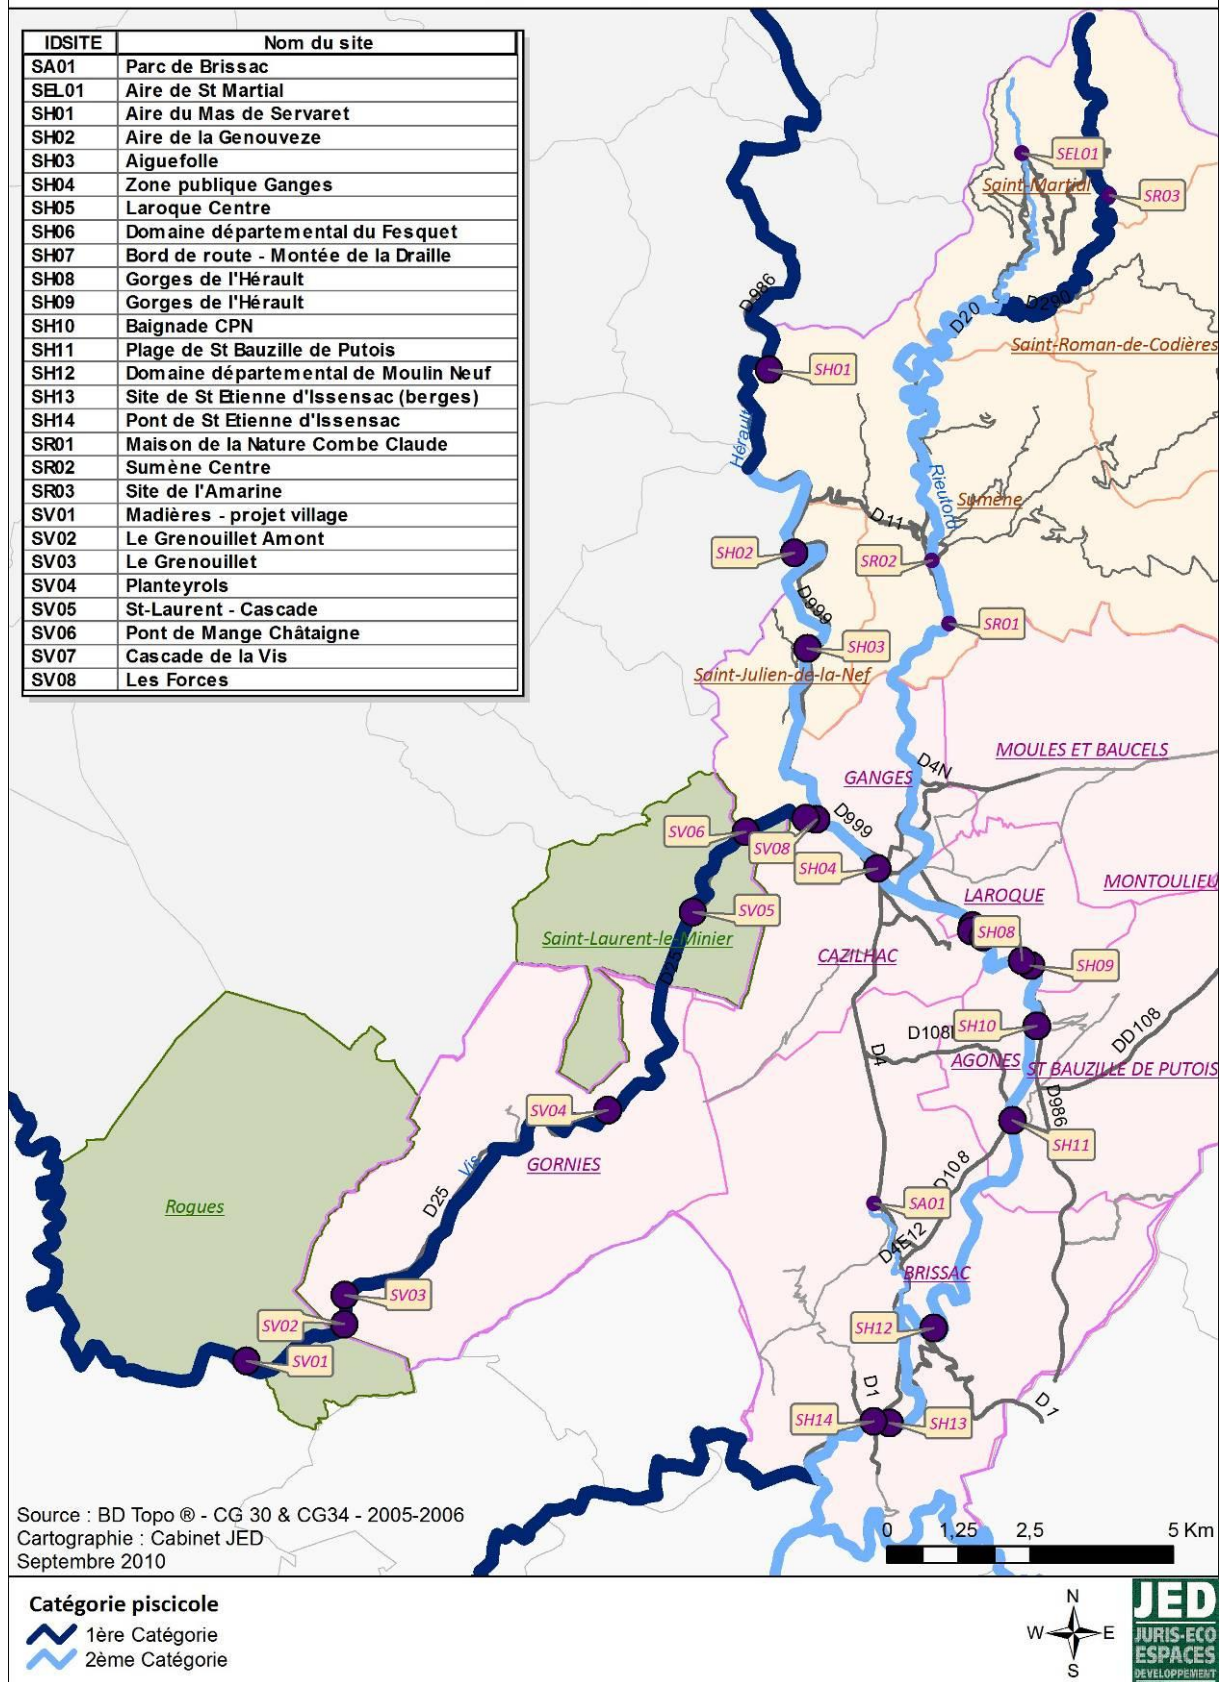 IDSITE Nom du site
SA01 Parc de Brissac
SEL01 Aire de St Martial
SH01 Aire du Mas de Servaret
SH02 Aire de la Genouveze
SH03 Aiguefolle
SH04 Zone publique Ganges
SH05 Laroque Centre
SH06 Domaine départemental du Fesquet
SH07 Bord de route - Montée de la Draille
SH08 Gorges de l'Hérault
SH09 Gorges de l'Hérault
SH10 Baignade CPN
SH11 Plage de St Bauzille de Putois
SH12 Domaine départemental de Moulin Neuf
SH13 Site de St Etienne d'Issensac (berges)
SH14 Pont de St Etienne d'Issensac
SR01 Maison de la Nature Combe Claude
SR02 Sumène Centre
SR03 Site de l'Amarine
SV01 Madières - projet village
SV02 Le Grenouillet Amont
SV03 Le Grenouillet
SV04 Planteyrols
SV05 St-Laurent - Cascade
SV06 Pont de Mange Châtaigne
SV07 Cascade de la Vis
SV08 Les Forces
SEL01
Saint-Martial
SR03
D986
D290
D20
Saint-Roman-de-Codières
SH01
Hérault
Rieutord
Sumène
D11
SH02
SR02
D999
SR01
SH03
Saint-Julien-de-la-Nef
MOULES ET BAUCELS
D4N
GANGES
D999
SV06
SV08
SH04
MONTOULIEU
LAROQUE
SV05
SH08
Saint-Laurent-le-Minier
CAZILHAC
SH09
D25
SH10
D108
DD108
D4
AGONES
ST BAUZILLE DE PUTOIS
D986
SV04
SH11
GORNIES
Vis
D108
Rogues
D25
SA01
D4E12
BRISSAC
SV03
SV02
SH12
SV01
D1
D1
SH14
SH13
Source : BD Topo ® - CG 30 & CG34 - 2005-2006
Cartographie : Cabinet JED
Septembre 2010
0 1,25 2,5 5 Km
Catégorie piscicole
1ère Catégorie
2ème Catégorie
N
W E
S
JED
JURIS-ECO
ESPACES
DEVELOPPEMENT